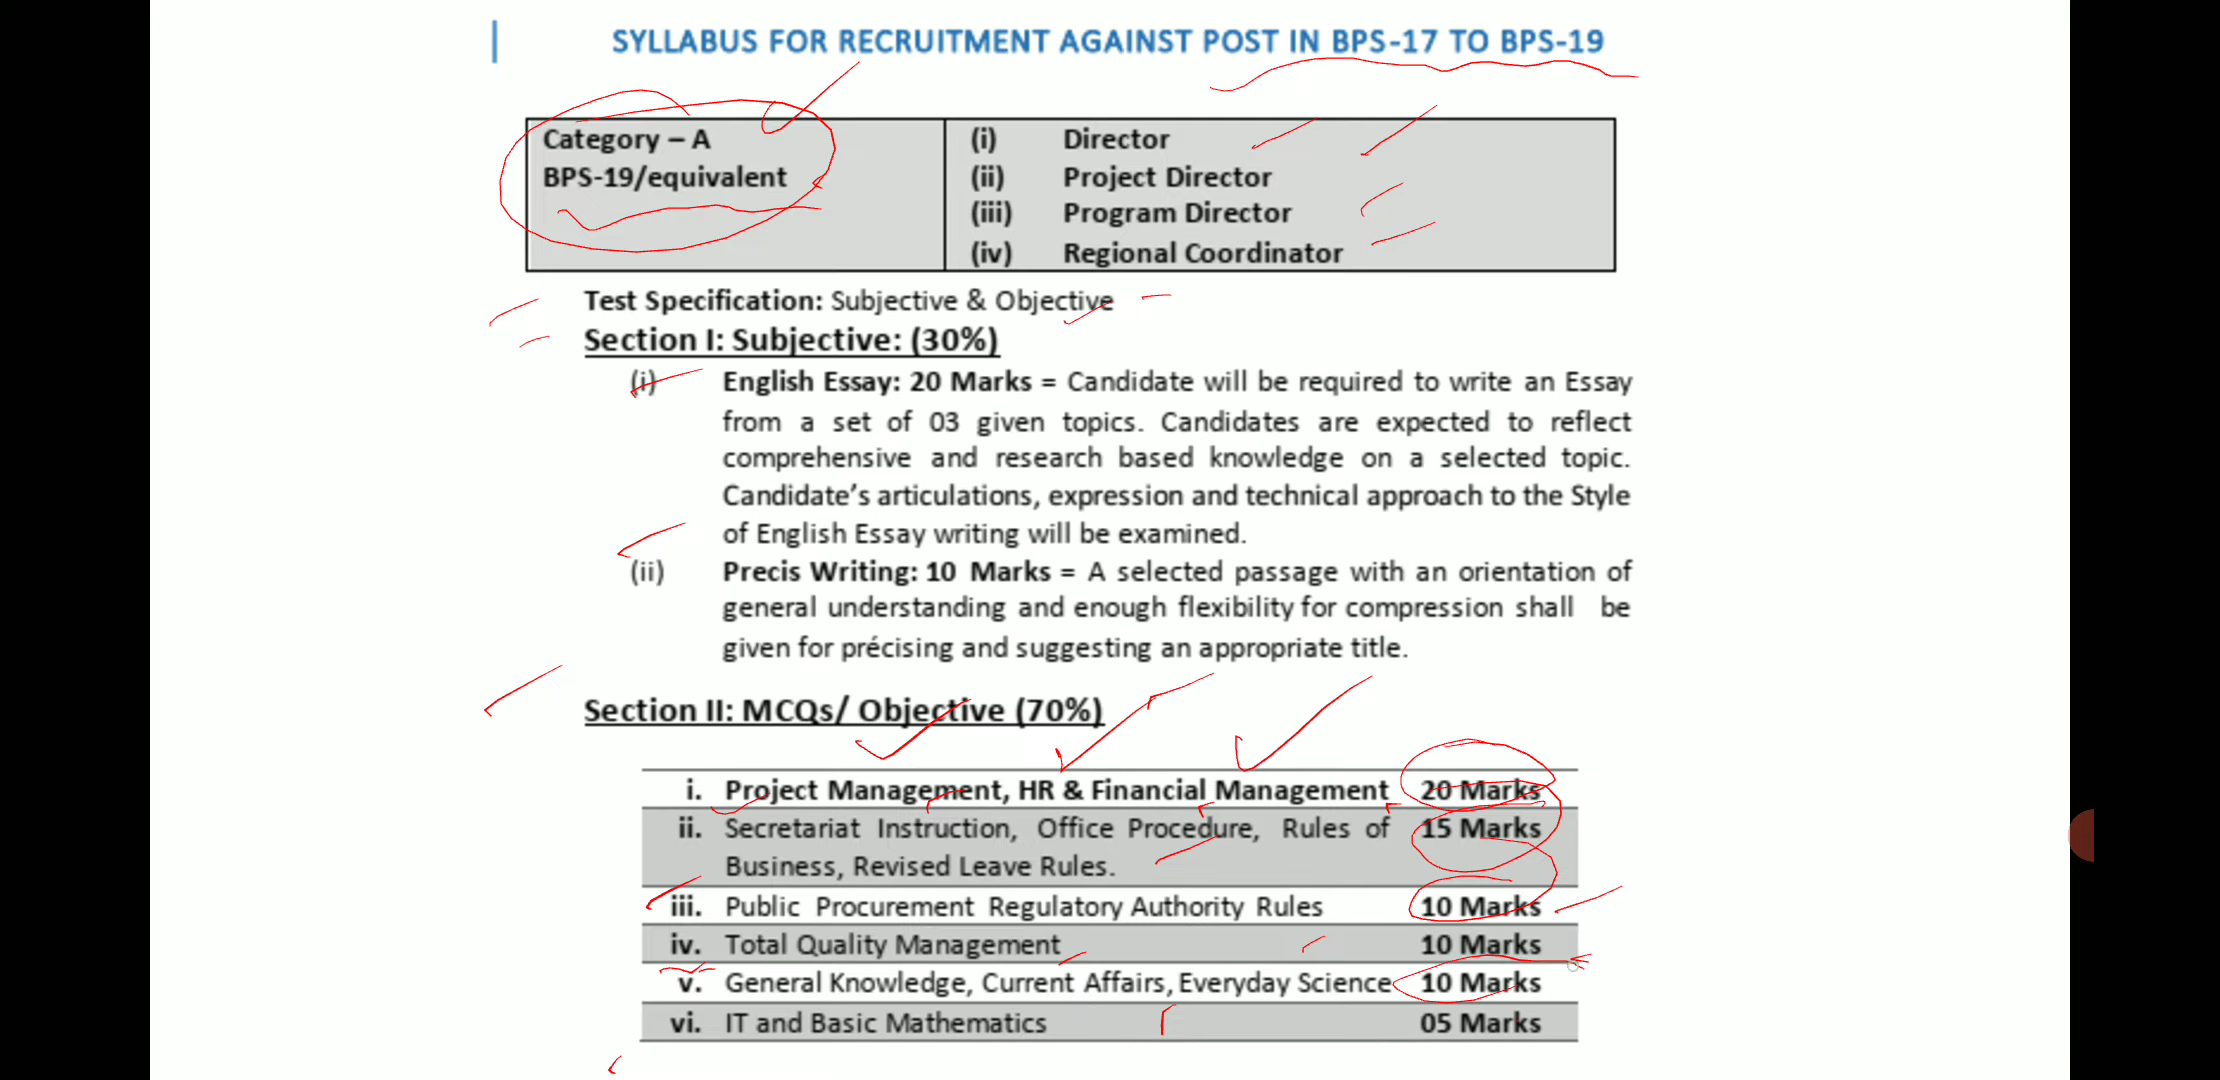 SYLLABUS FOR RECRUITMENT AGAINST POST IN BPS-17 TO BPS-19
Category – A
BPS-19/equivalent
(i) Director
(ii) Project Director
(iii) Program Director
(iv) Regional Coordinator
Test Specification: Subjective & Objective
Section I: Subjective: (30%)
(i) English Essay: 20 Marks = Candidate will be required to write an Essay
from a set of 03 given topics. Candidates are expected to reflect
comprehensive and research based knowledge on a selected topic.
Candidate's articulations, expression and technical approach to the Style
of English Essay writing will be examined.
(ii) Precis Writing: 10 Marks = A selected passage with an orientation of
general understanding and enough flexibility for compression shall be
given for précising and suggesting an appropriate title.
Section II: MCQs/ Objective (70%)
i. Project Management, HR & Financial Management 20 Marks
ii. Secretariat Instruction, Office Procedure, Rules of 15 Marks
Business, Revised Leave Rules.
iii. Public Procurement Regulatory Authority Rules 10 Marks
iv. Total Quality Management 10 Marks
v. General Knowledge, Current Affairs, Everyday Science 10 Marks
vi. IT and Basic Mathematics 05 Marks